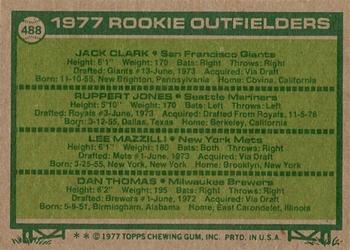 488
1977 ROOKIE OUTFIELDERS
JACK CLARK • San Francisco Giants
Height: 6'1" Weight: 170 Bats: Right Throws: Right
Drafted: Giants #13-June, 1973 Acquired: Via Draft
Born: 11-10-55, New Brighton, Pennsylvania Home: Covina, California
RUPPERT JONES • Seattle Mariners
Height: 5'10" Weight: 170 Bats: Left Throws: Left
Drafted: Royals #3-June, 1973 Acquired: Drafted From Royals, 11-5-76
Born: 3-12-55, Dallas, Texas Home: Berkeley, California
LEE MAZZILLI • New York Mets
Height: 6'1" Weight: 180 Bats: Both Throws: Right
Drafted: Mets #1-June, 1973 Acquired: Via Draft
Born: 3-25-55, Brooklyn, New York Home: Brooklyn, New York
DAN THOMAS • Milwaukee Brewers
Height: 6'2" Weight: 195 Bats: Right Throws: Right
Drafted: Brewers #1-June, 1972 Acquired: Via Draft
Born: 5-9-51, Birmingham, Alabama Home: East Carondelet, Illinois
** © 1977 TOPPS CHEWING GUM, INC. PRTD. IN U.S.A.